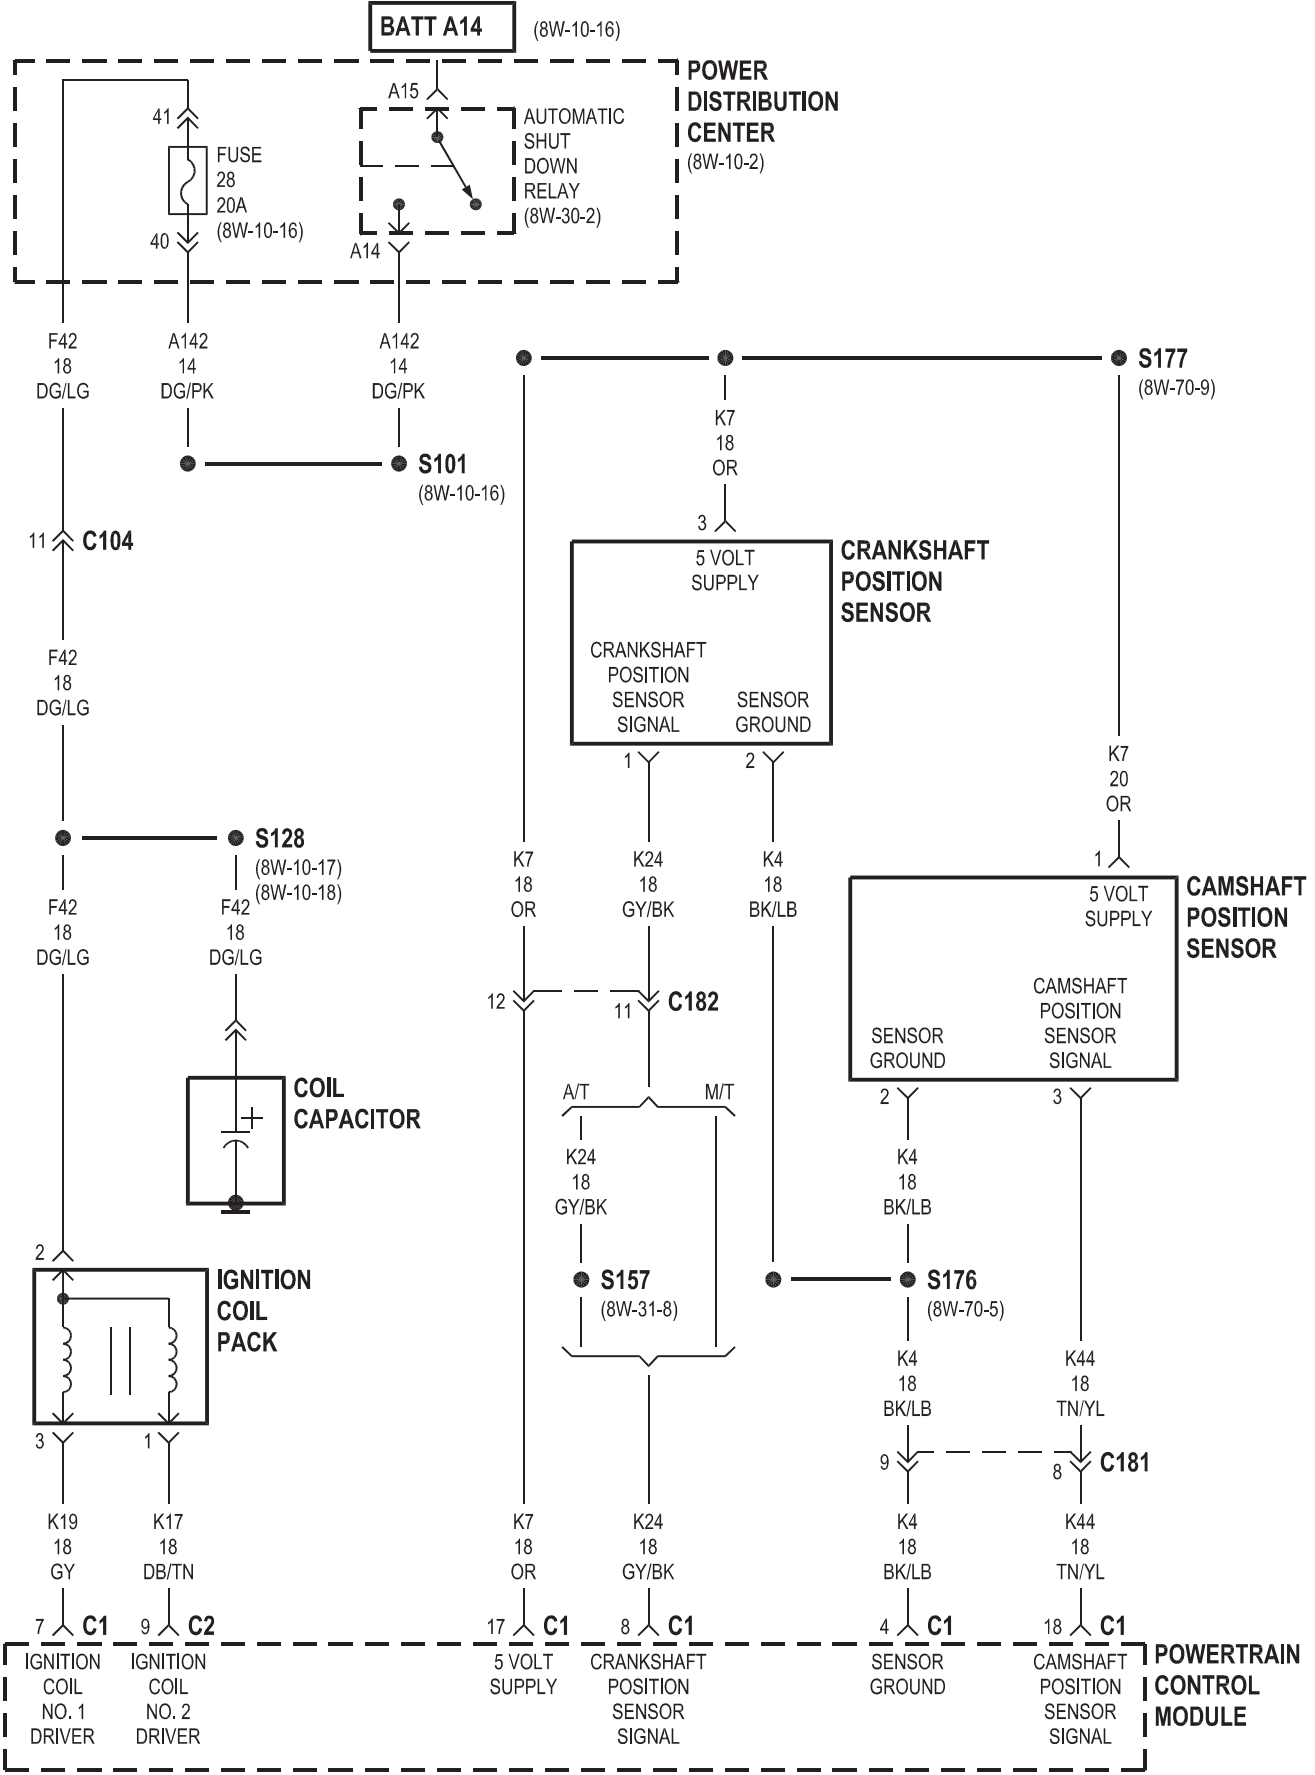 BATT A14
(8W-10-16)
POWER
DISTRIBUTION
CENTER
(8W-10-2)
A15
41
FUSE
28
20A
(8W-10-16)
40
AUTOMATIC
SHUT
DOWN
RELAY
(8W-30-2)
A14
F42
18
DG/LG
A142
14
DG/PK
A142
14
DG/PK
S177
(8W-70-9)
K7
18
OR
S101
(8W-10-16)
11
C104
3
5 VOLT
SUPPLY
CRANKSHAFT
POSITION
SENSOR
CRANKSHAFT
POSITION
SENSOR
SIGNAL
SENSOR
GROUND
F42
18
DG/LG
1
2
K7
20
OR
S128
(8W-10-17)
(8W-10-18)
F42
18
DG/LG
F42
18
DG/LG
K7
18
OR
K24
18
GY/BK
K4
18
BK/LB
1
5 VOLT
SUPPLY
CAMSHAFT
POSITION
SENSOR
CAMSHAFT
POSITION
SENSOR
SIGNAL
SENSOR
GROUND
12
11
C182
COIL
CAPACITOR
A/T
M/T
2
3
K24
18
GY/BK
K4
18
BK/LB
2
IGNITION
COIL
PACK
S157
(8W-31-8)
S176
(8W-70-5)
K4
18
BK/LB
K44
18
TN/YL
3
1
9
8
C181
K19
18
GY
K17
18
DB/TN
K7
18
OR
K24
18
GY/BK
K4
18
BK/LB
K44
18
TN/YL
7
C1
9
C2
17
C1
8
C1
4
C1
18
C1
IGNITION
COIL
NO. 1
DRIVER
IGNITION
COIL
NO. 2
DRIVER
5 VOLT
SUPPLY
CRANKSHAFT
POSITION
SENSOR
SIGNAL
SENSOR
GROUND
CAMSHAFT
POSITION
SENSOR
SIGNAL
POWERTRAIN
CONTROL
MODULE